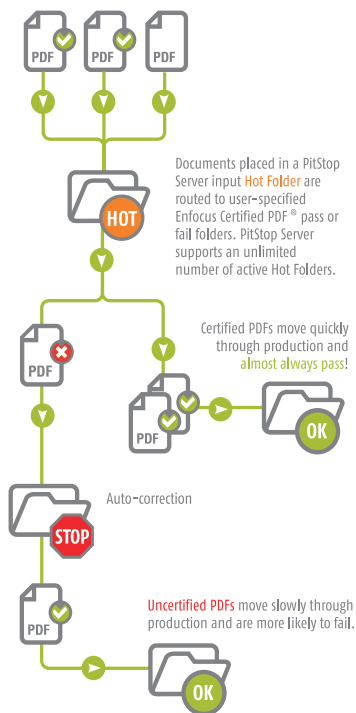 PDF
PDF
PDF
HOT
Documents placed in a PitStop
Server input Hot Folder are
routed to user-specified
Enfocus Certified PDF ® pass or
fail folders. PitStop Server
supports an unlimited
number of active Hot Folders.
PDF
Certified PDFs move quickly
through production and
almost always pass!
PDF
OK
Auto-correction
STOP
PDF
Uncertified PDFs move slowly through
production and are more likely to fail.
OK